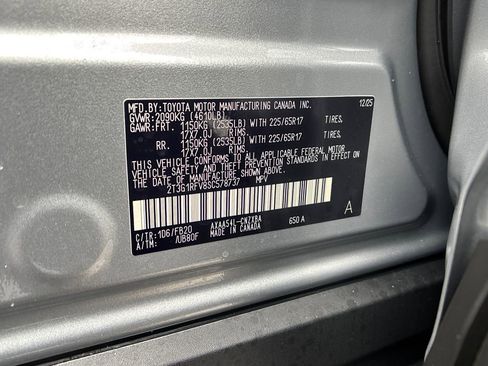 MFD.BY:TOYOTA MOTOR MANUFACTURING CANADA INC. 12/25
GVWR:2090KG (4610LB)
GAWR:FRT. 1150KG (2535LB) WITH 225/65R17 TIRES.
17X7.0J RIMS.
RR. 1150KG (2535LB) WITH 225/65R17 TIRES.
17X7.0J RIMS.
THIS VEHICLE CONFORMS TO ALL APPLICABLE FEDERAL MOTOR
VEHICLE SAFETY AND THEFT PREVENTION STANDARDS IN EFFECT
ON THE DATE OF MANUFACTURE SHOWN ABOVE.
2T3G1RFV8SC578737 MPV
C/TR:1D6/FB20 AXAA54L-CNZXBA 650A A
A/TM: /UB80F MADE IN CANADA